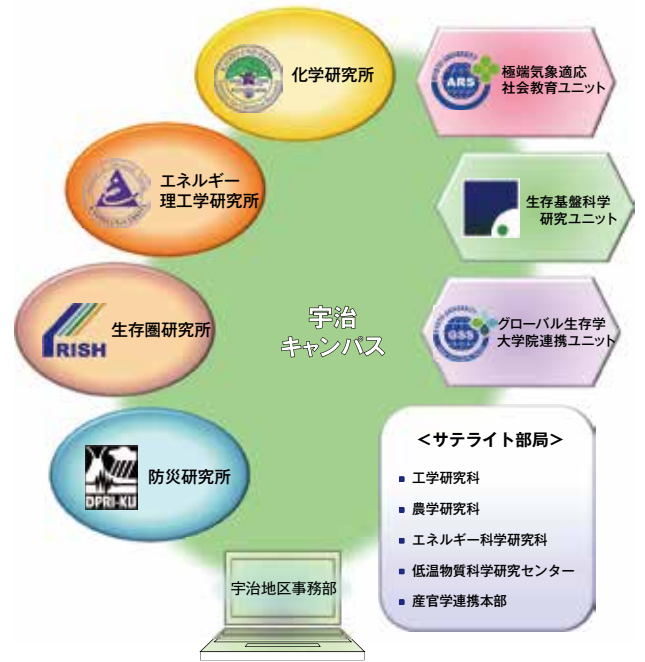 化学研究所
エネルギー
理工学研究所
生存圏研究所
RISH
防災研究所
DPRI-KU
極端気象適応
社会教育ユニット
ARS
生存基盤科学
研究ユニット
グローバル生存学
大学院連携ユニット
GSS
宇治
キャンパス
＜サテライト部局＞
■ 工学研究科
■ 農学研究科
■ エネルギー科学研究科
■ 低温物質科学研究センター
■ 産官学連携本部
宇治地区事務部